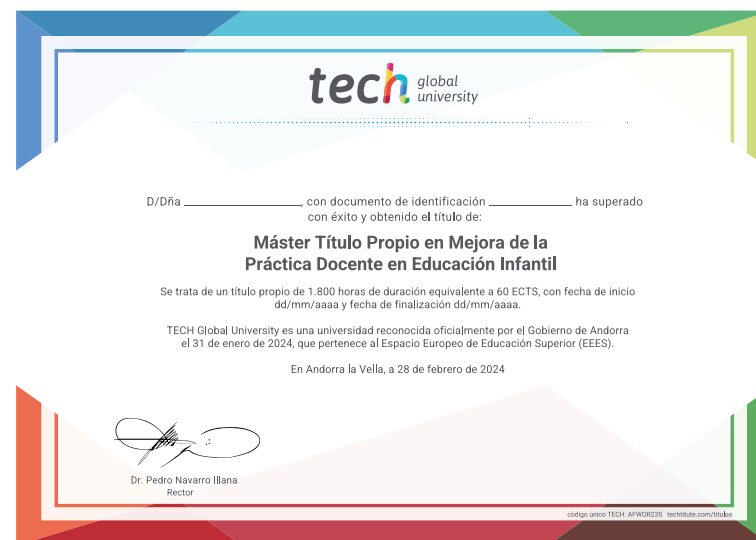 tech global university
D/Dña ____________________, con documento de identificación ______________ ha superado
con éxito y obtenido el título de:
Máster Título Propio en Mejora de la
Práctica Docente en Educación Infantil
Se trata de un título propio de 1.800 horas de duración equivalente a 60 ECTS, con fecha de inicio
dd/mm/aaaa y fecha de finalización dd/mm/aaaa.
TECH Global University es una universidad reconocida oficialmente por el Gobierno de Andorra
el 31 de enero de 2024, que pertenece al Espacio Europeo de Educación Superior (EEES).
En Andorra la Vella, a 28 de febrero de 2024
Dr. Pedro Navarro Illana
Rector
código único TECH: AFWOR23S techtitute.com/titulos